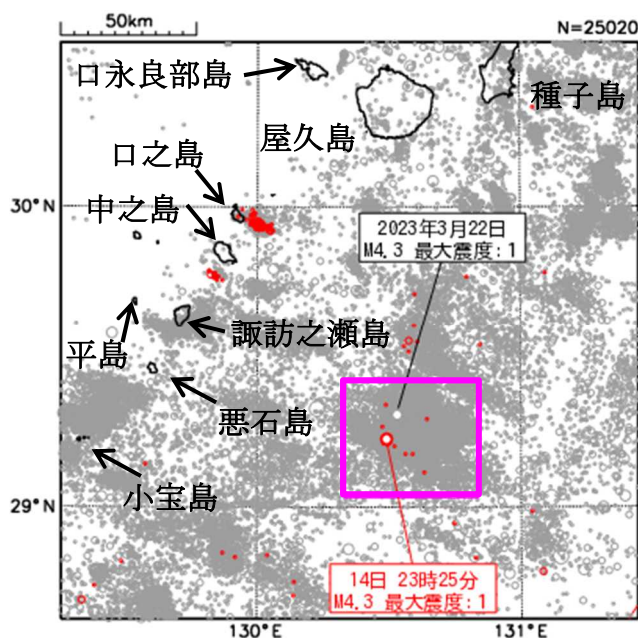 50km
N=25020
口永良部島
種子島
屋久島
口之島
30°N
中之島
2023年3月22日
M4.3 最大震度:1
諏訪之瀬島
平島
悪石島
小宝島
29°N
14日 23時25分
M4.3 最大震度:1
130°E
131°E